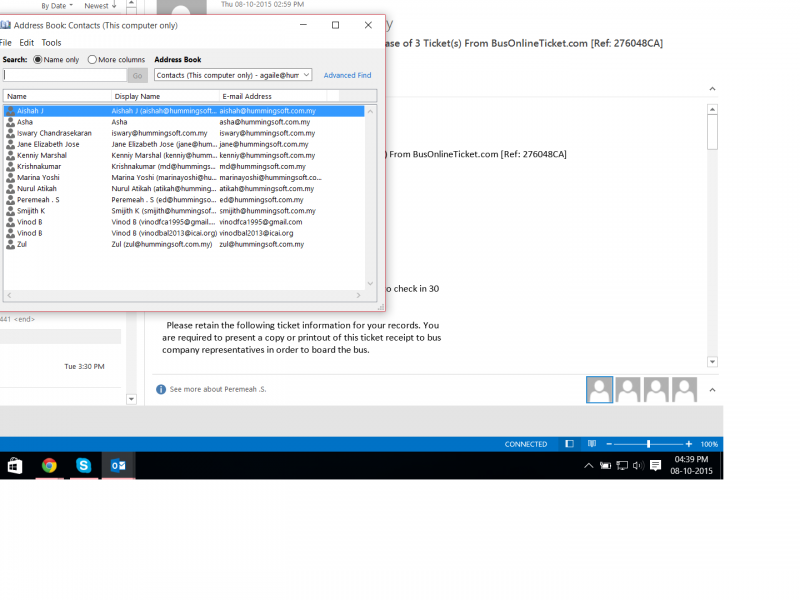 By Date Newest
Thu 08-10-2015 02:51 PM
Address Book: Contacts (This computer only)
File Edit Tools
Search: Name only More columns Address Book
Go Contacts (This computer only) - agaile@hum Advanced Find
Name Display Name E-mail Address
Aishah J Aishah J (aishah@hummingsoft... aishah@hummingsoft.com.my
Asha Asha asha@hummingsoft.com.my
Iswary Chandrasekaran iswary@hummingsoft.com.my iswary@hummingsoft.com.my
Jane Elizabeth Jose Jane Elizabeth Jose (jane@hum... jane@hummingsoft.com.my
Kenniy Marshal Kenniy Marshal (kenniy@humm... kenniy@hummingsoft.com.my
Krishnakumar Krishnakumar (md@hummings... md@hummingsoft.com.my
Marina Yoshi Marina Yoshi (marinayoshi@hu... marinayoshi@hummingsoft.co...
Nurul Atikah Nurul Atikah (atikah@humming... atikah@hummingsoft.com.my
Peremeah . S Peremeah . S (ed@hummingso... ed@hummingsoft.com.my
Smijith K Smijith K (smijith@hummingsof... smijith@hummingsoft.com.my
Vinod B Vinod B (vinodfca1995@gmail.... vinodfca1995@gmail.com
Vinod B Vinod B (vinodbal2013@icai.org) vinodbal2013@icai.org
Zul Zul (zul@hummingsoft.com.my) zul@hummingsoft.com.my
ase of 3 Ticket(s) From BusOnlineTicket.com [Ref: 276048CA]
) From BusOnlineTicket.com [Ref: 276048CA]
o check in 30
441 <end>
Please retain the following ticket information for your records. You
are required to present a copy or printout of this ticket receipt to bus
company representatives in order to board the bus.
Tue 3:30 PM
See more about Peremeah .S.
CONNECTED 100%
04:39 PM
08-10-2015